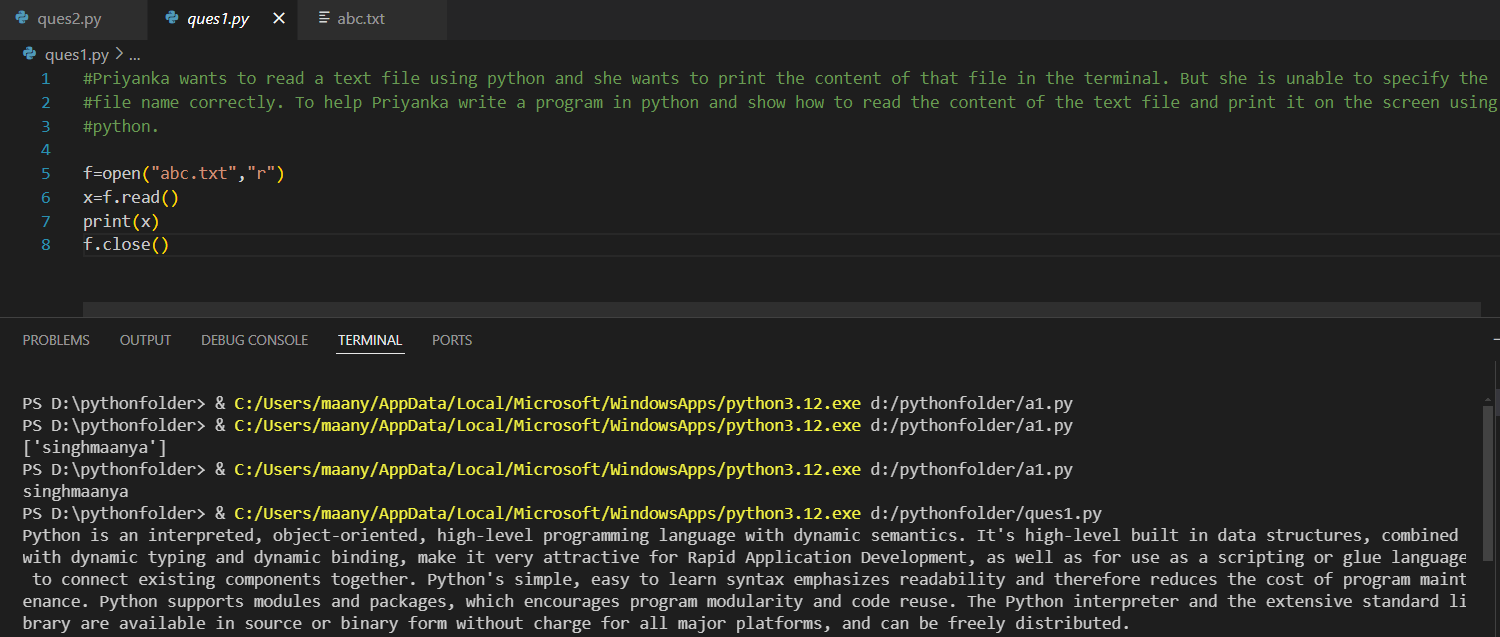 ques2.py ques1.py abc.txt
ques1.py > ...
1 #Priyanka wants to read a text file using python and she wants to print the content of that file in the terminal. But she is unable to specify the
2 #file name correctly. To help Priyanka write a program in python and show how to read the content of the text file and print it on the screen using
3 #python.
4
5 f=open("abc.txt","r")
6 x=f.read()
7 print(x)
8 f.close()
PROBLEMS OUTPUT DEBUG CONSOLE TERMINAL PORTS
PS D:\pythonfolder> & C:/Users/maany/AppData/Local/Microsoft/WindowsApps/python3.12.exe d:/pythonfolder/a1.py
PS D:\pythonfolder> & C:/Users/maany/AppData/Local/Microsoft/WindowsApps/python3.12.exe d:/pythonfolder/a1.py
['singhmaanya']
PS D:\pythonfolder> & C:/Users/maany/AppData/Local/Microsoft/WindowsApps/python3.12.exe d:/pythonfolder/a1.py
singhmaanya
PS D:\pythonfolder> & C:/Users/maany/AppData/Local/Microsoft/WindowsApps/python3.12.exe d:/pythonfolder/ques1.py
Python is an interpreted, object-oriented, high-level programming language with dynamic semantics. It's high-level built in data structures, combined
with dynamic typing and dynamic binding, make it very attractive for Rapid Application Development, as well as for use as a scripting or glue language
to connect existing components together. Python's simple, easy to learn syntax emphasizes readability and therefore reduces the cost of program maint
enance. Python supports modules and packages, which encourages program modularity and code reuse. The Python interpreter and the extensive standard li
brary are available in source or binary form without charge for all major platforms, and can be freely distributed.